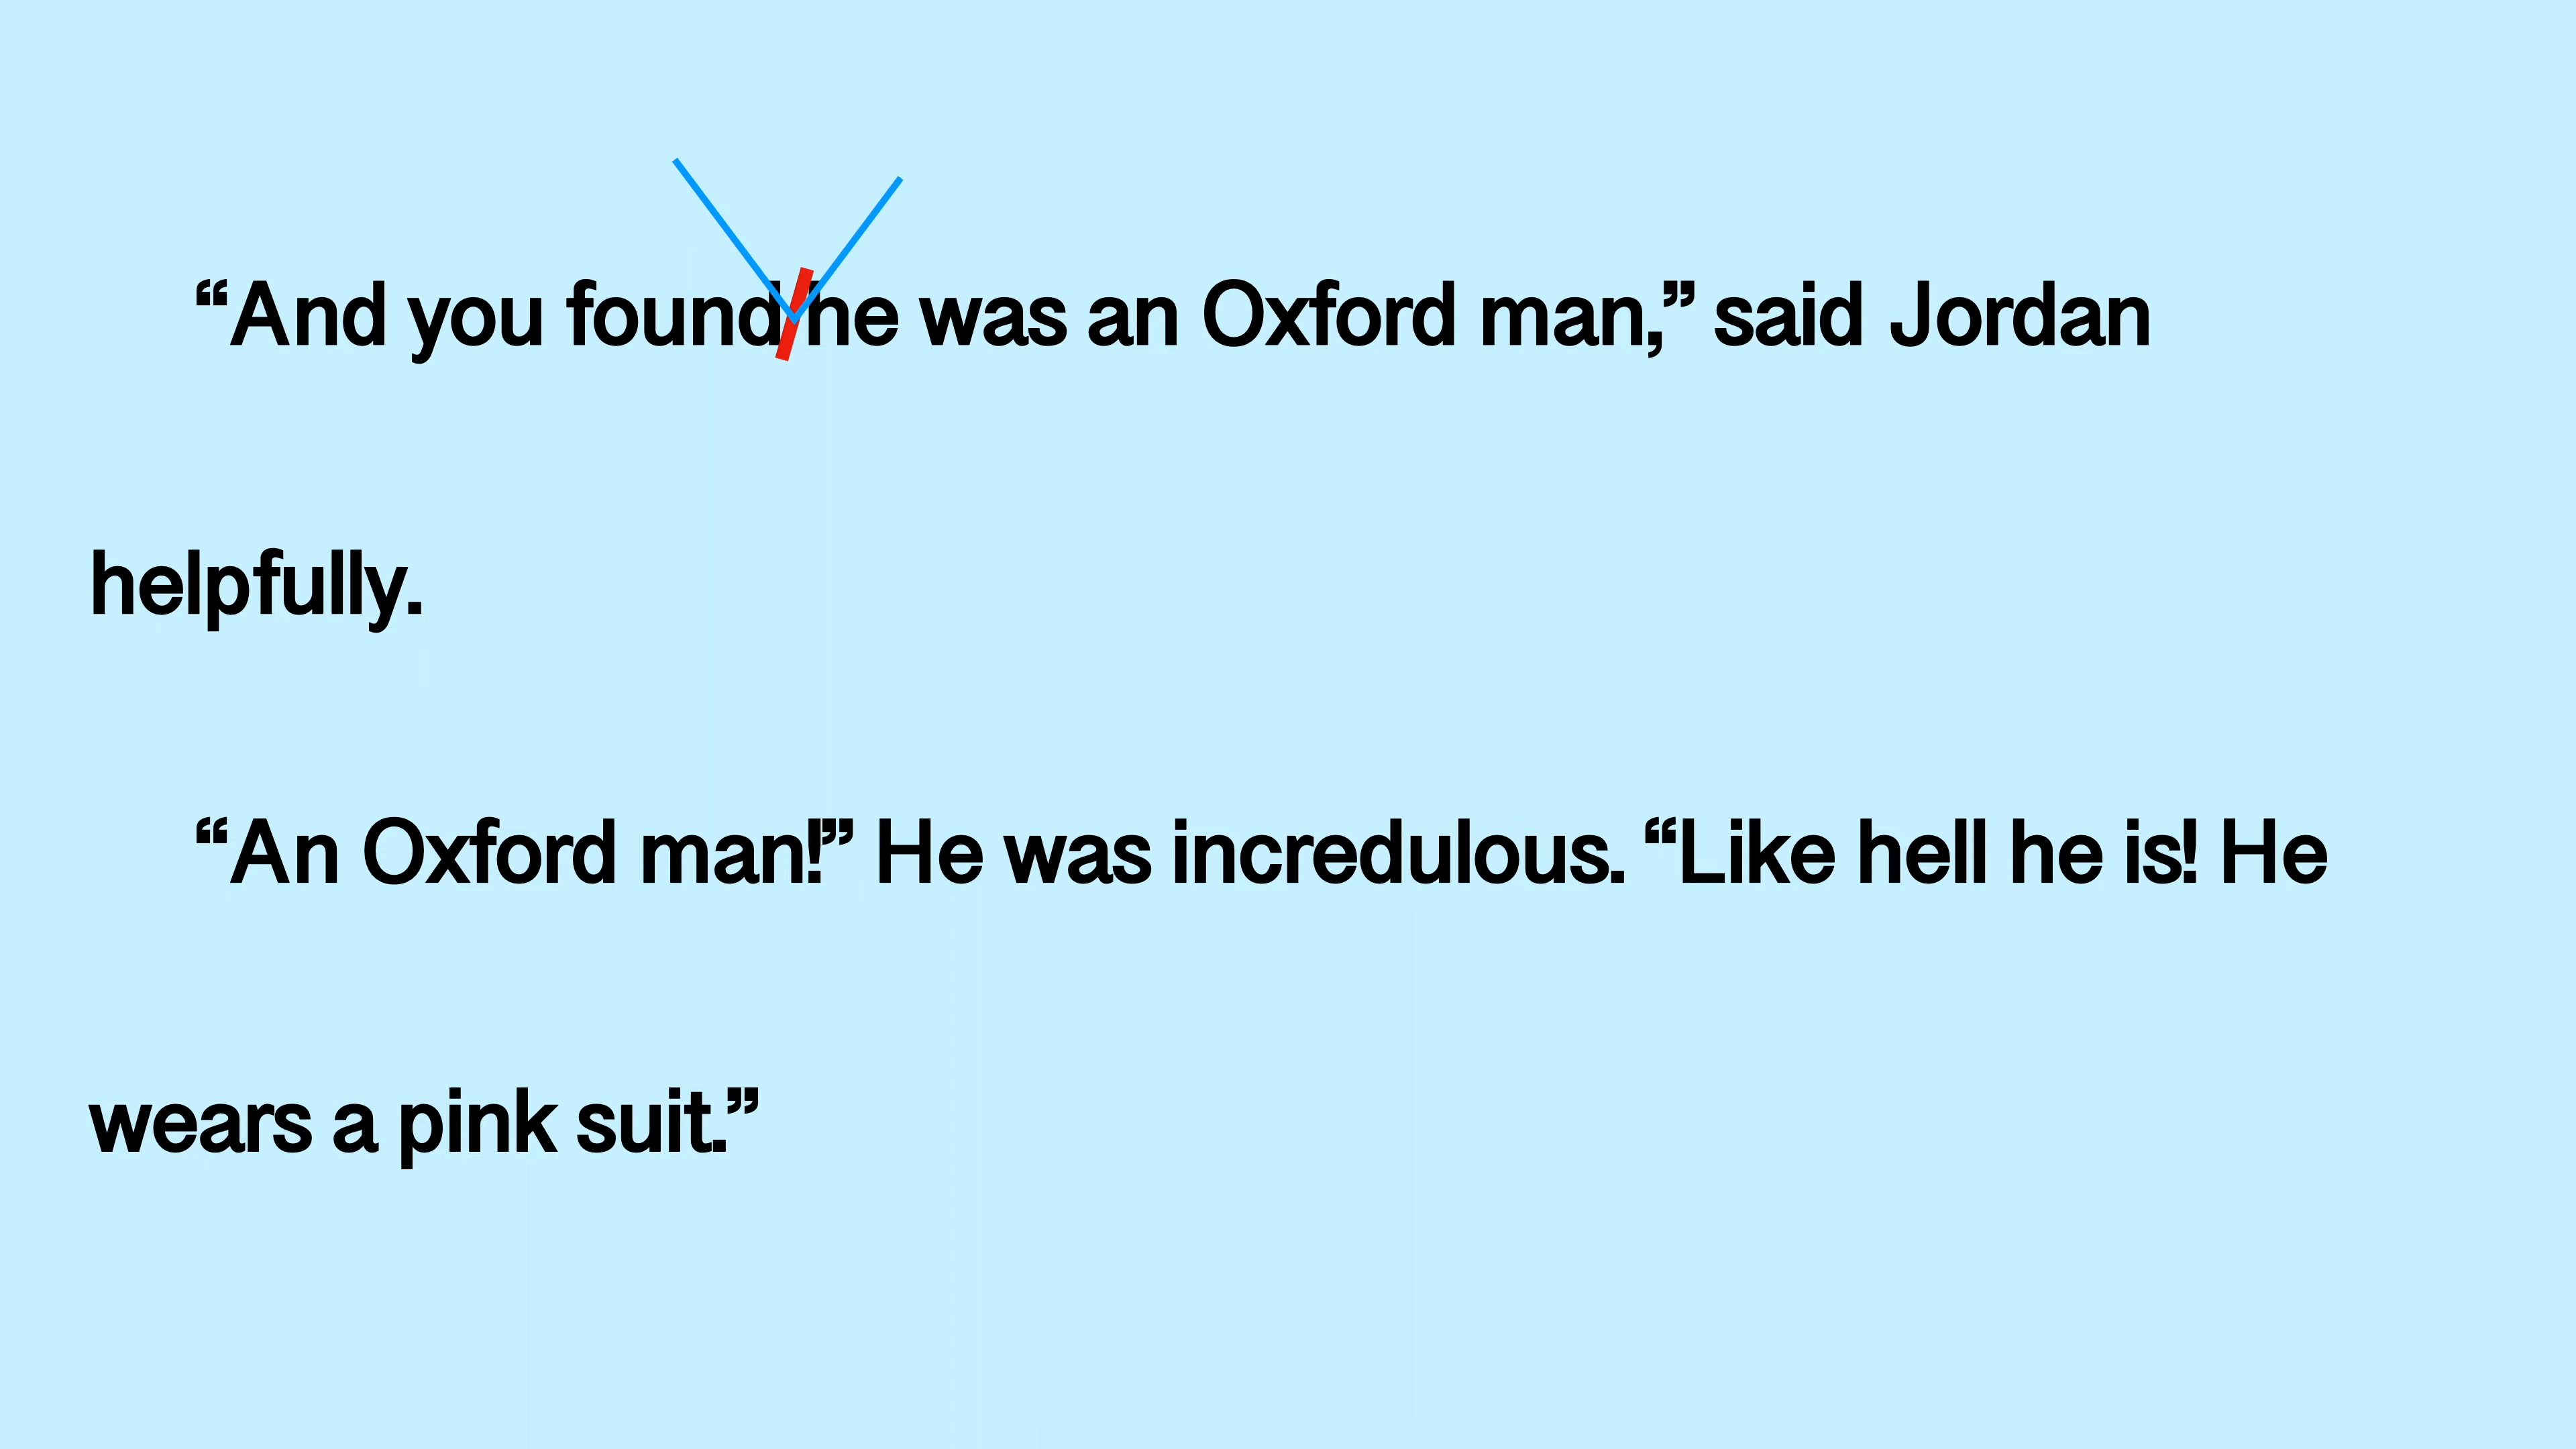 “And you found he was an Oxford man,” said Jordan
helpfully.
“An Oxford man!” He was incredulous. “Like hell he is! He
wears a pink suit.”